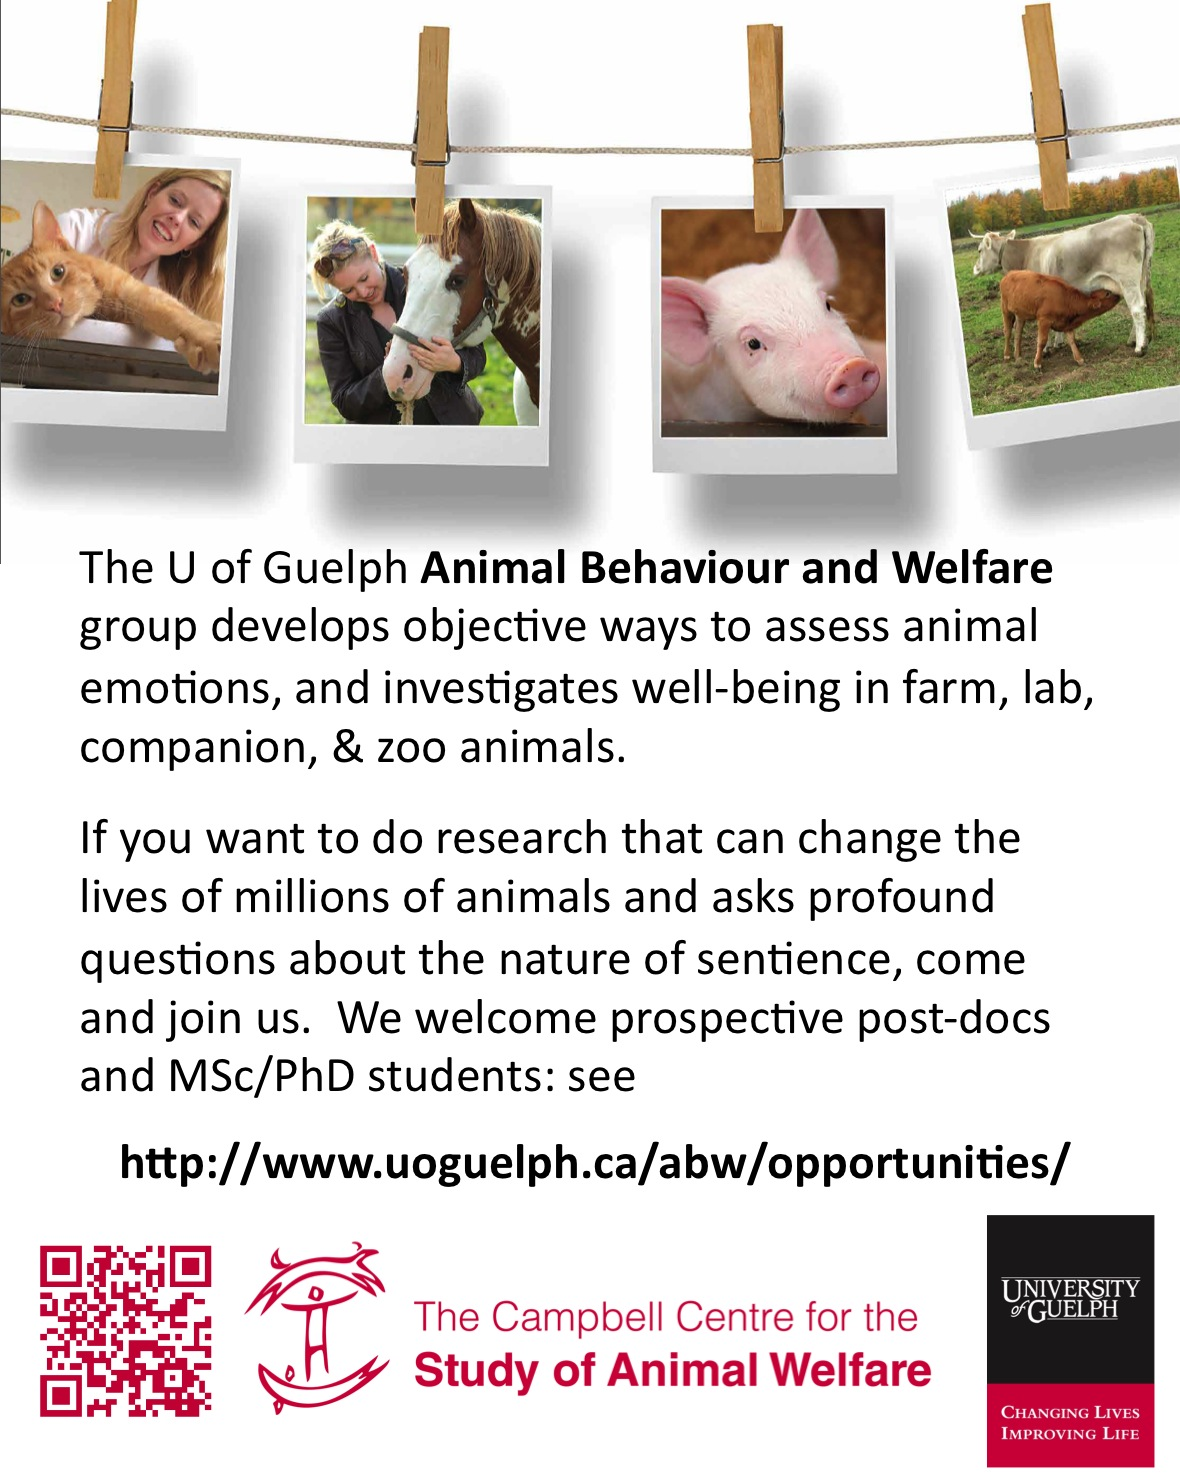 The U of Guelph Animal Behaviour and Welfare
group develops objective ways to assess animal
emotions, and investigates well-being in farm, lab,
companion, & zoo animals.
If you want to do research that can change the
lives of millions of animals and asks profound
questions about the nature of sentience, come
and join us.  We welcome prospective post-docs
and MSc/PhD students: see
http://www.uoguelph.ca/abw/opportunities/
The Campbell Centre for the
Study of Animal Welfare
UNIVERSITY
of GUELPH
CHANGING LIVES
IMPROVING LIFE